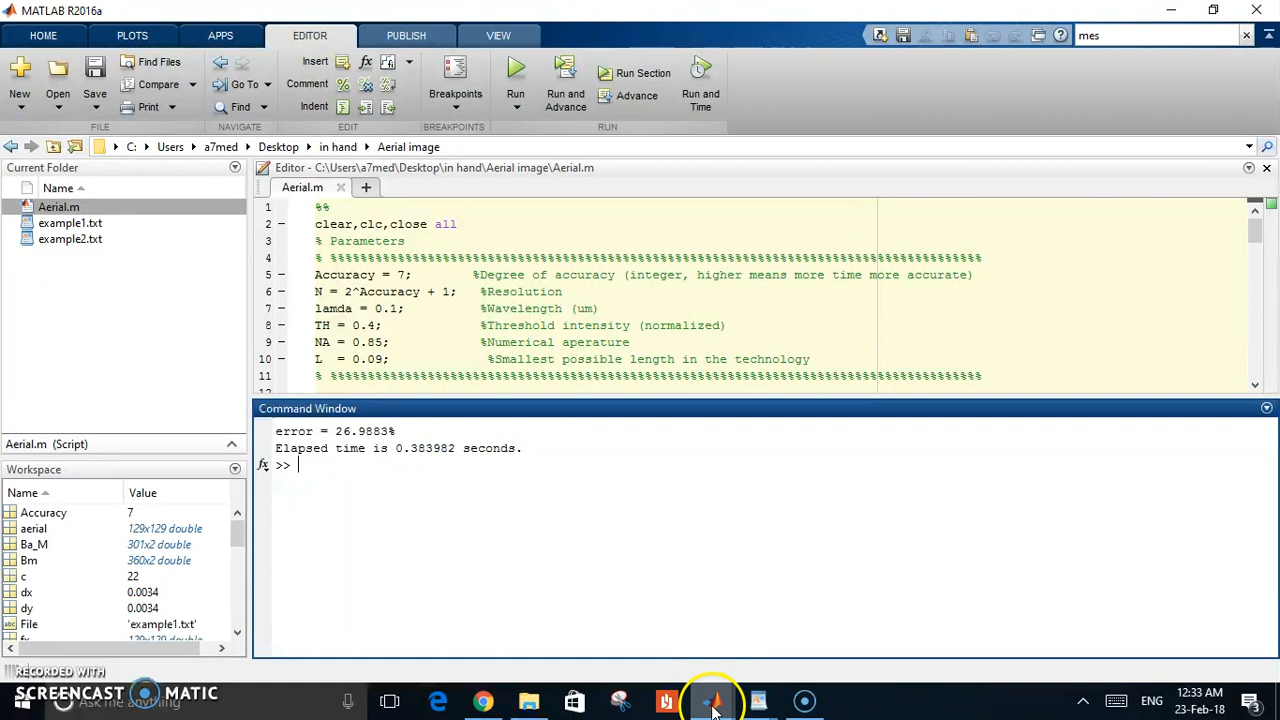 MATLAB R2016a
HOME PLOTS APPS EDITOR PUBLISH VIEW mes
Find Files Insert fx Run Section
Compare Go To Comment
New Open Save Print Find Indent Breakpoints Run Run and Advance Advance Run and Time
FILE NAVIGATE EDIT BREAKPOINTS RUN
C: Users a7med Desktop in hand Aerial image
Current Folder
Name
Aerial.m
example1.txt
example2.txt
Aerial.m (Script)
Editor - C:\Users\a7med\Desktop\in hand\Aerial image\Aerial.m
Aerial.m
1 %%
2 clear,clc,close all
3 % Parameters
4 % %%%%%%%%%%%%%%%%%%%%%%%%%%%%%%%%%%%%%%%%%%%%%%%%%%%%%%%%%%%%%%%%%%%%%%%%%%%%%%%%%%%%%%
5 Accuracy = 7; %Degree of accuracy (integer, higher means more time more accurate)
6 N = 2^Accuracy + 1; %Resolution
7 lamda = 0.1; %Wavelength (um)
8 TH = 0.4; %Threshold intensity (normalized)
9 NA = 0.85; %Numerical aperature
10 L = 0.09; %Smallest possible length in the technology
11 % %%%%%%%%%%%%%%%%%%%%%%%%%%%%%%%%%%%%%%%%%%%%%%%%%%%%%%%%%%%%%%%%%%%%%%%%%%%%%%%%%%%%%%
Command Window
error = 26.9883%
Elapsed time is 0.383982 seconds.
fx >>
Workspace
Name Value
Accuracy 7
aerial 129x129 double
Ba_M 301x2 double
Bm 360x2 double
c 22
dx 0.0034
dy 0.0034
File 'example1.txt'
fx 129x129 double
RECORDED WITH
SCREENCAST MATIC
Ask me anything
ENG
12:33 AM
23-Feb-18
3